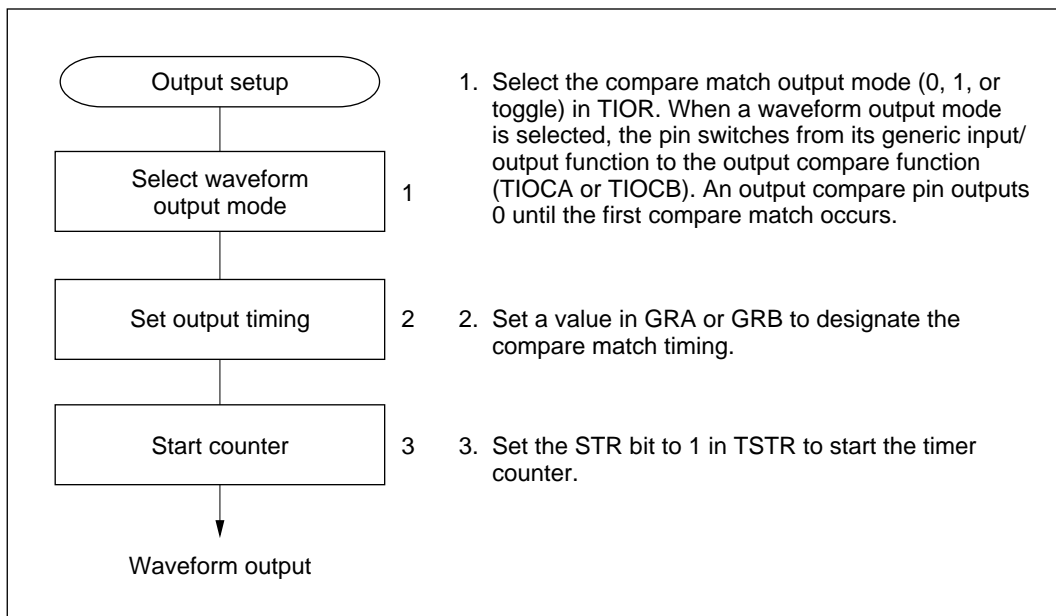 Output setup
Select waveform
output mode
1
1. Select the compare match output mode (0, 1, or
toggle) in TIOR. When a waveform output mode
is selected, the pin switches from its generic input/
output function to the output compare function
(TIOCA or TIOCB). An output compare pin outputs
0 until the first compare match occurs.
Set output timing
2
2. Set a value in GRA or GRB to designate the
compare match timing.
Start counter
3
3. Set the STR bit to 1 in TSTR to start the timer
counter.
Waveform output